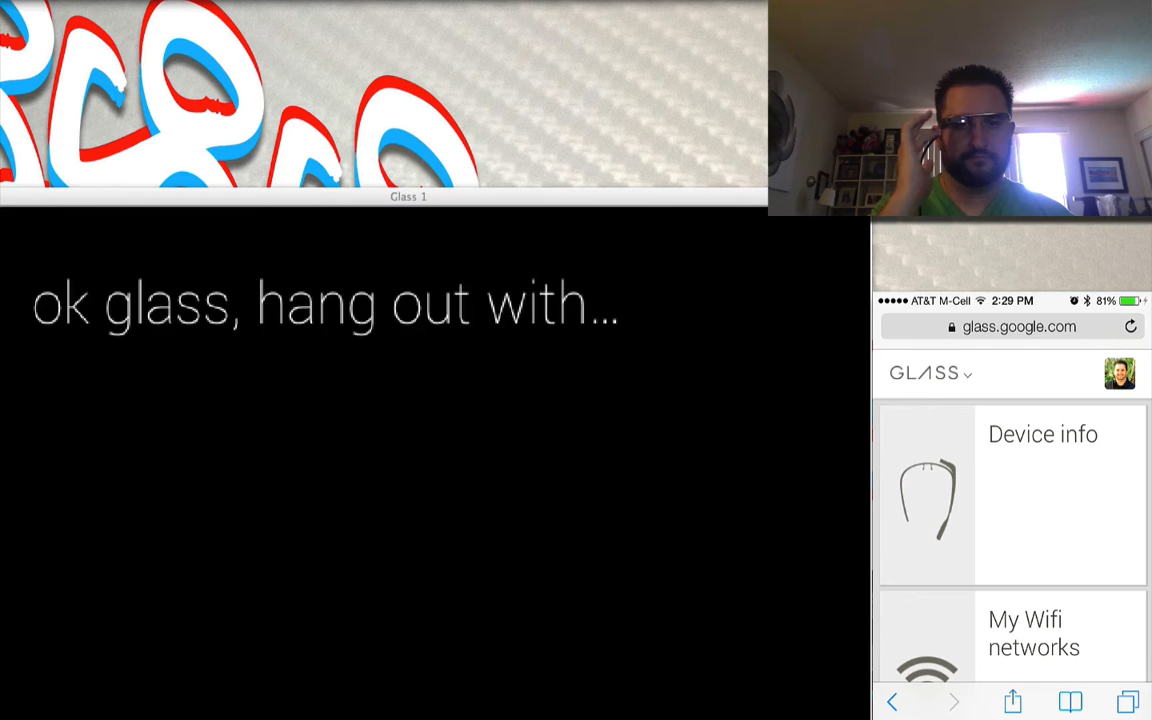 Glass 1
ok glass, hang out with...
AT&T M-Cell 2:29 PM 81%
glass.google.com
GLASS
Device info
My Wifi
networks